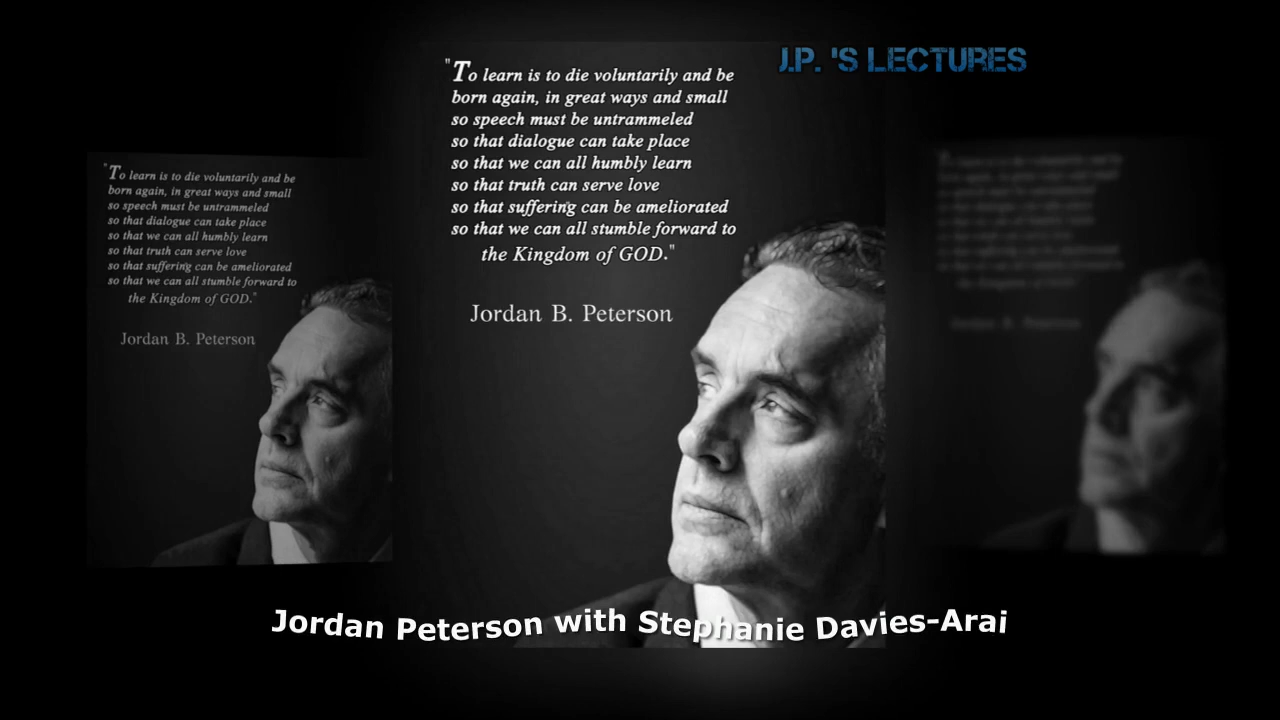 J.P. 'S LECTURES
"To learn is to die voluntarily and be
born again, in great ways and small
so speech must be untrammeled
so that dialogue can take place
so that we can all humbly learn
so that truth can serve love
so that suffering can be ameliorated
so that we can all stumble forward to
the Kingdom of GOD."
Jordan B. Peterson
"To learn is to die voluntarily and be
born again, in great ways and small
so speech must be untrammeled
so that dialogue can take place
so that we can all humbly learn
so that truth can serve love
so that suffering can be ameliorated
so that we can all stumble forward to
the Kingdom of GOD."
Jordan B. Peterson
Jordan Peterson with Stephanie Davies-Arai